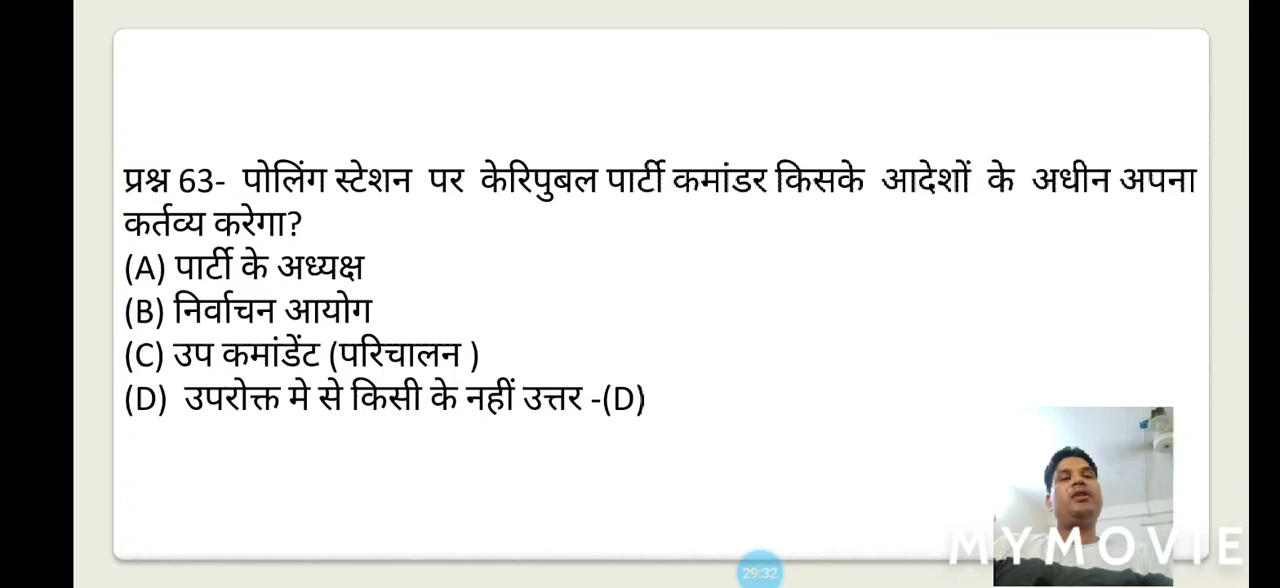 प्रश्न 63- पोलिंग स्टेशन पर केरिपुबल पार्टी कमांडर किसके आदेशों के अधीन अपना
कर्तव्य करेगा?
(A) पार्टी के अध्यक्ष
(B) निर्वाचन आयोग
(C) उप कमांडेंट (परिचालन )
(D) उपरोक्त मे से किसी के नहीं उत्तर -(D)
MYMOVIE
29:32